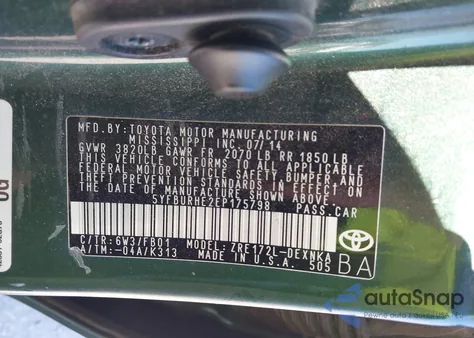 MFD.BY: TOYOTA MOTOR MANUFACTURING
MISSISSIPPI INC. 07/14
GVWR 3820LB GAWR FR 2070 LB RR 1850 LB
THIS VEHICLE CONFORMS TO ALL APPLICABLE
FEDERAL MOTOR VEHICLE SAFETY, BUMPER, AND
THEFT PREVENTION STANDARDS IN EFFECT ON
THE DATE OF MANUFACTURE SHOWN ABOVE.
5YFBURHE2EP175798 PASS.CAR
C/TR: 6W3/FB01 MODEL: ZRE172L-DEXNKA
A/TM:-04A/K313 MADE IN U.S.A. 505 BA
autoSnap